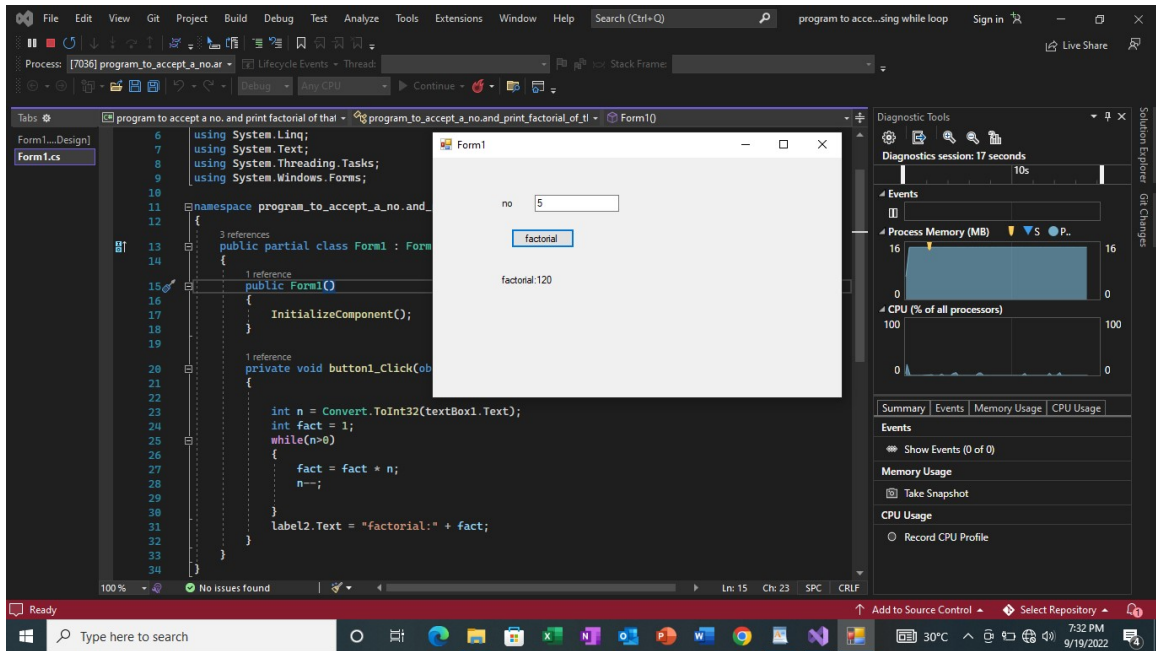 File Edit View Git Project Build Debug Test Analyze Tools Extensions Window Help Search (Ctrl+Q) program to acce...sing while loop Sign in
Live Share
Process: [7036] program_to_accept_a_no.ar Lifecycle Events Thread: Stack Frame:
Debug Any CPU Continue
Tabs
Form1....Design]
Form1.cs
program to accept a no. and print factorial of that program_to_accept_a_no.and_print_factorial_of_tl Form1()
6 using System.Linq;
7 using System.Text;
8 using System.Threading.Tasks;
9 using System.Windows.Forms;
10
11 namespace program_to_accept_a_no.and_
12 {
3 references
13 public partial class Form1 : Form
14 {
1 reference
15 public Form1()
16 {
17 InitializeComponent();
18 }
19
1 reference
20 private void button1_Click(ob
21 {
22
23 int n = Convert.ToInt32(textBox1.Text);
24 int fact = 1;
25 while(n>0)
26 {
27 fact = fact * n;
28 n--;
29
30 }
31 label2.Text = "factorial:" + fact;
32 }
33 }
34 }
100 % No issues found Ln: 15 Ch: 23 SPC CRLF
Form1
no 5
factorial
factorial:120
Diagnostic Tools
Diagnostics session: 17 seconds
10s
Events
Process Memory (MB) S P..
16 16
0 0
CPU (% of all processors)
100 100
0 0
Summary Events Memory Usage CPU Usage
Events
Show Events (0 of 0)
Memory Usage
Take Snapshot
CPU Usage
Record CPU Profile
Solution Explorer
Git Changes
Ready Add to Source Control Select Repository 1
Type here to search 30°C 7:32 PM
9/19/2022 4